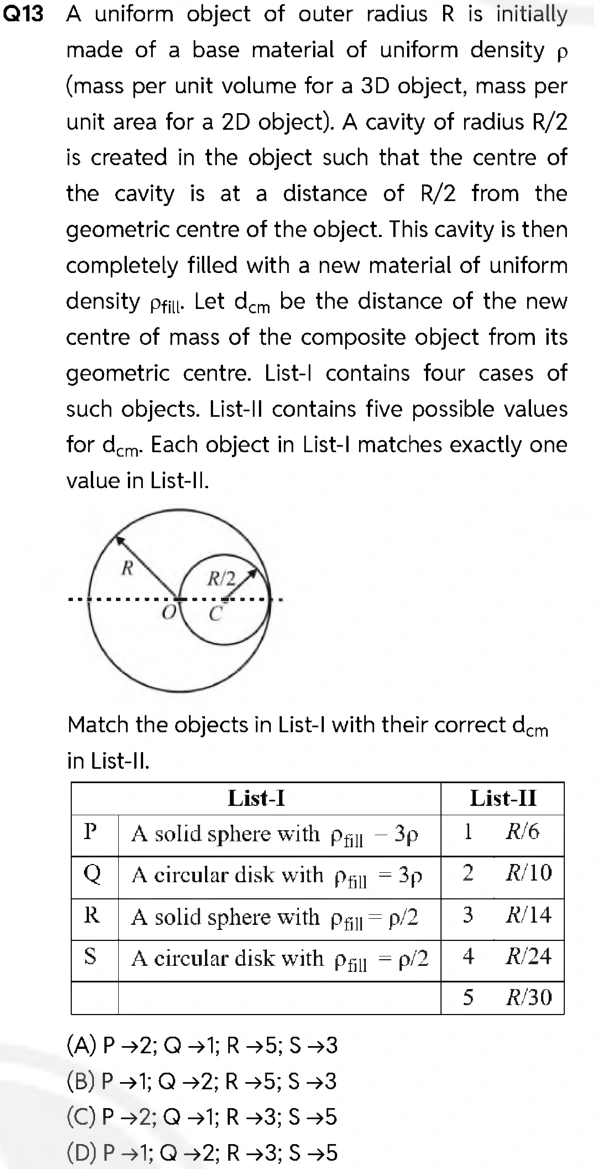 Q13 A uniform object of outer radius R is initially
made of a base material of uniform density ρ
(mass per unit volume for a 3D object, mass per
unit area for a 2D object). A cavity of radius R/2
is created in the object such that the centre of
the cavity is at a distance of R/2 from the
geometric centre of the object. This cavity is then
completely filled with a new material of uniform
density ρfill. Let dcm be the distance of the new
centre of mass of the composite object from its
geometric centre. List-I contains four cases of
such objects. List-II contains five possible values
for dcm. Each object in List-I matches exactly one
value in List-II.
R
R/2
O C
Match the objects in List-I with their correct dcm
in List-II.
List-I List-II
P A solid sphere with ρfill − 3ρ 1 R/6
Q A circular disk with ρfill = 3ρ 2 R/10
R A solid sphere with ρfill = ρ/2 3 R/14
S A circular disk with ρfill = ρ/2 4 R/24
5 R/30
(A) P →2; Q →1; R →5; S →3
(B) P →1; Q →2; R →5; S →3
(C) P →2; Q →1; R →3; S →5
(D) P →1; Q →2; R →3; S →5